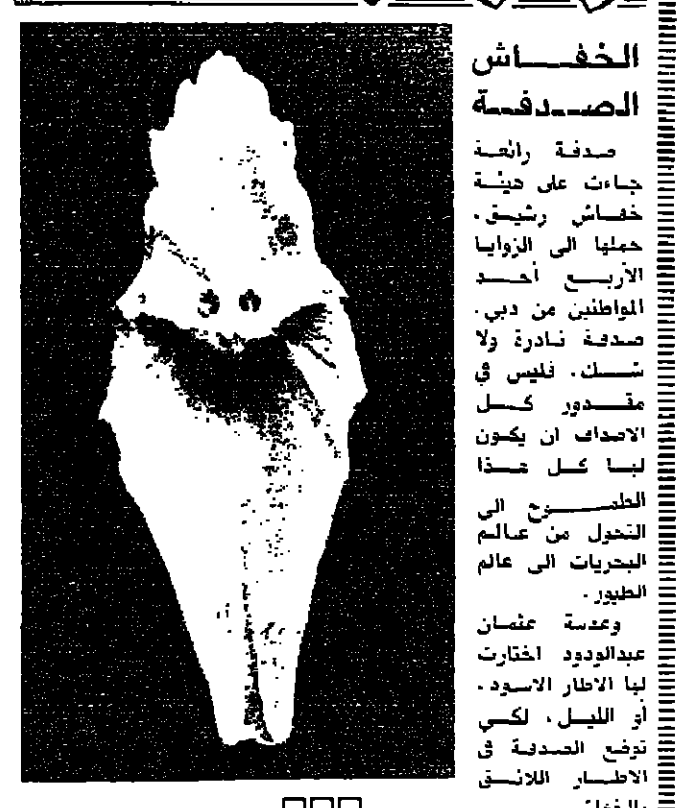 الخفـــاش
الصـــدفـــة
صدفة رائعة
جاءت على هيئة
خفاش رشيق.
حملها الى الزوايا
الأربع أحد
المواطنين من دبي.
صدفة نادرة ولا
شك. فليس في
مقدور كل
الاصداف ان يكون
لها كل هذا
الطموح الى
التحول من عالم
البحريات الى عالم
الطيور.
وعدسة عثمان
عبدالودود اختارت
لها الاطار الاسود.
أو الليل، لكي
توضع الصدفة في
الاطار اللائق